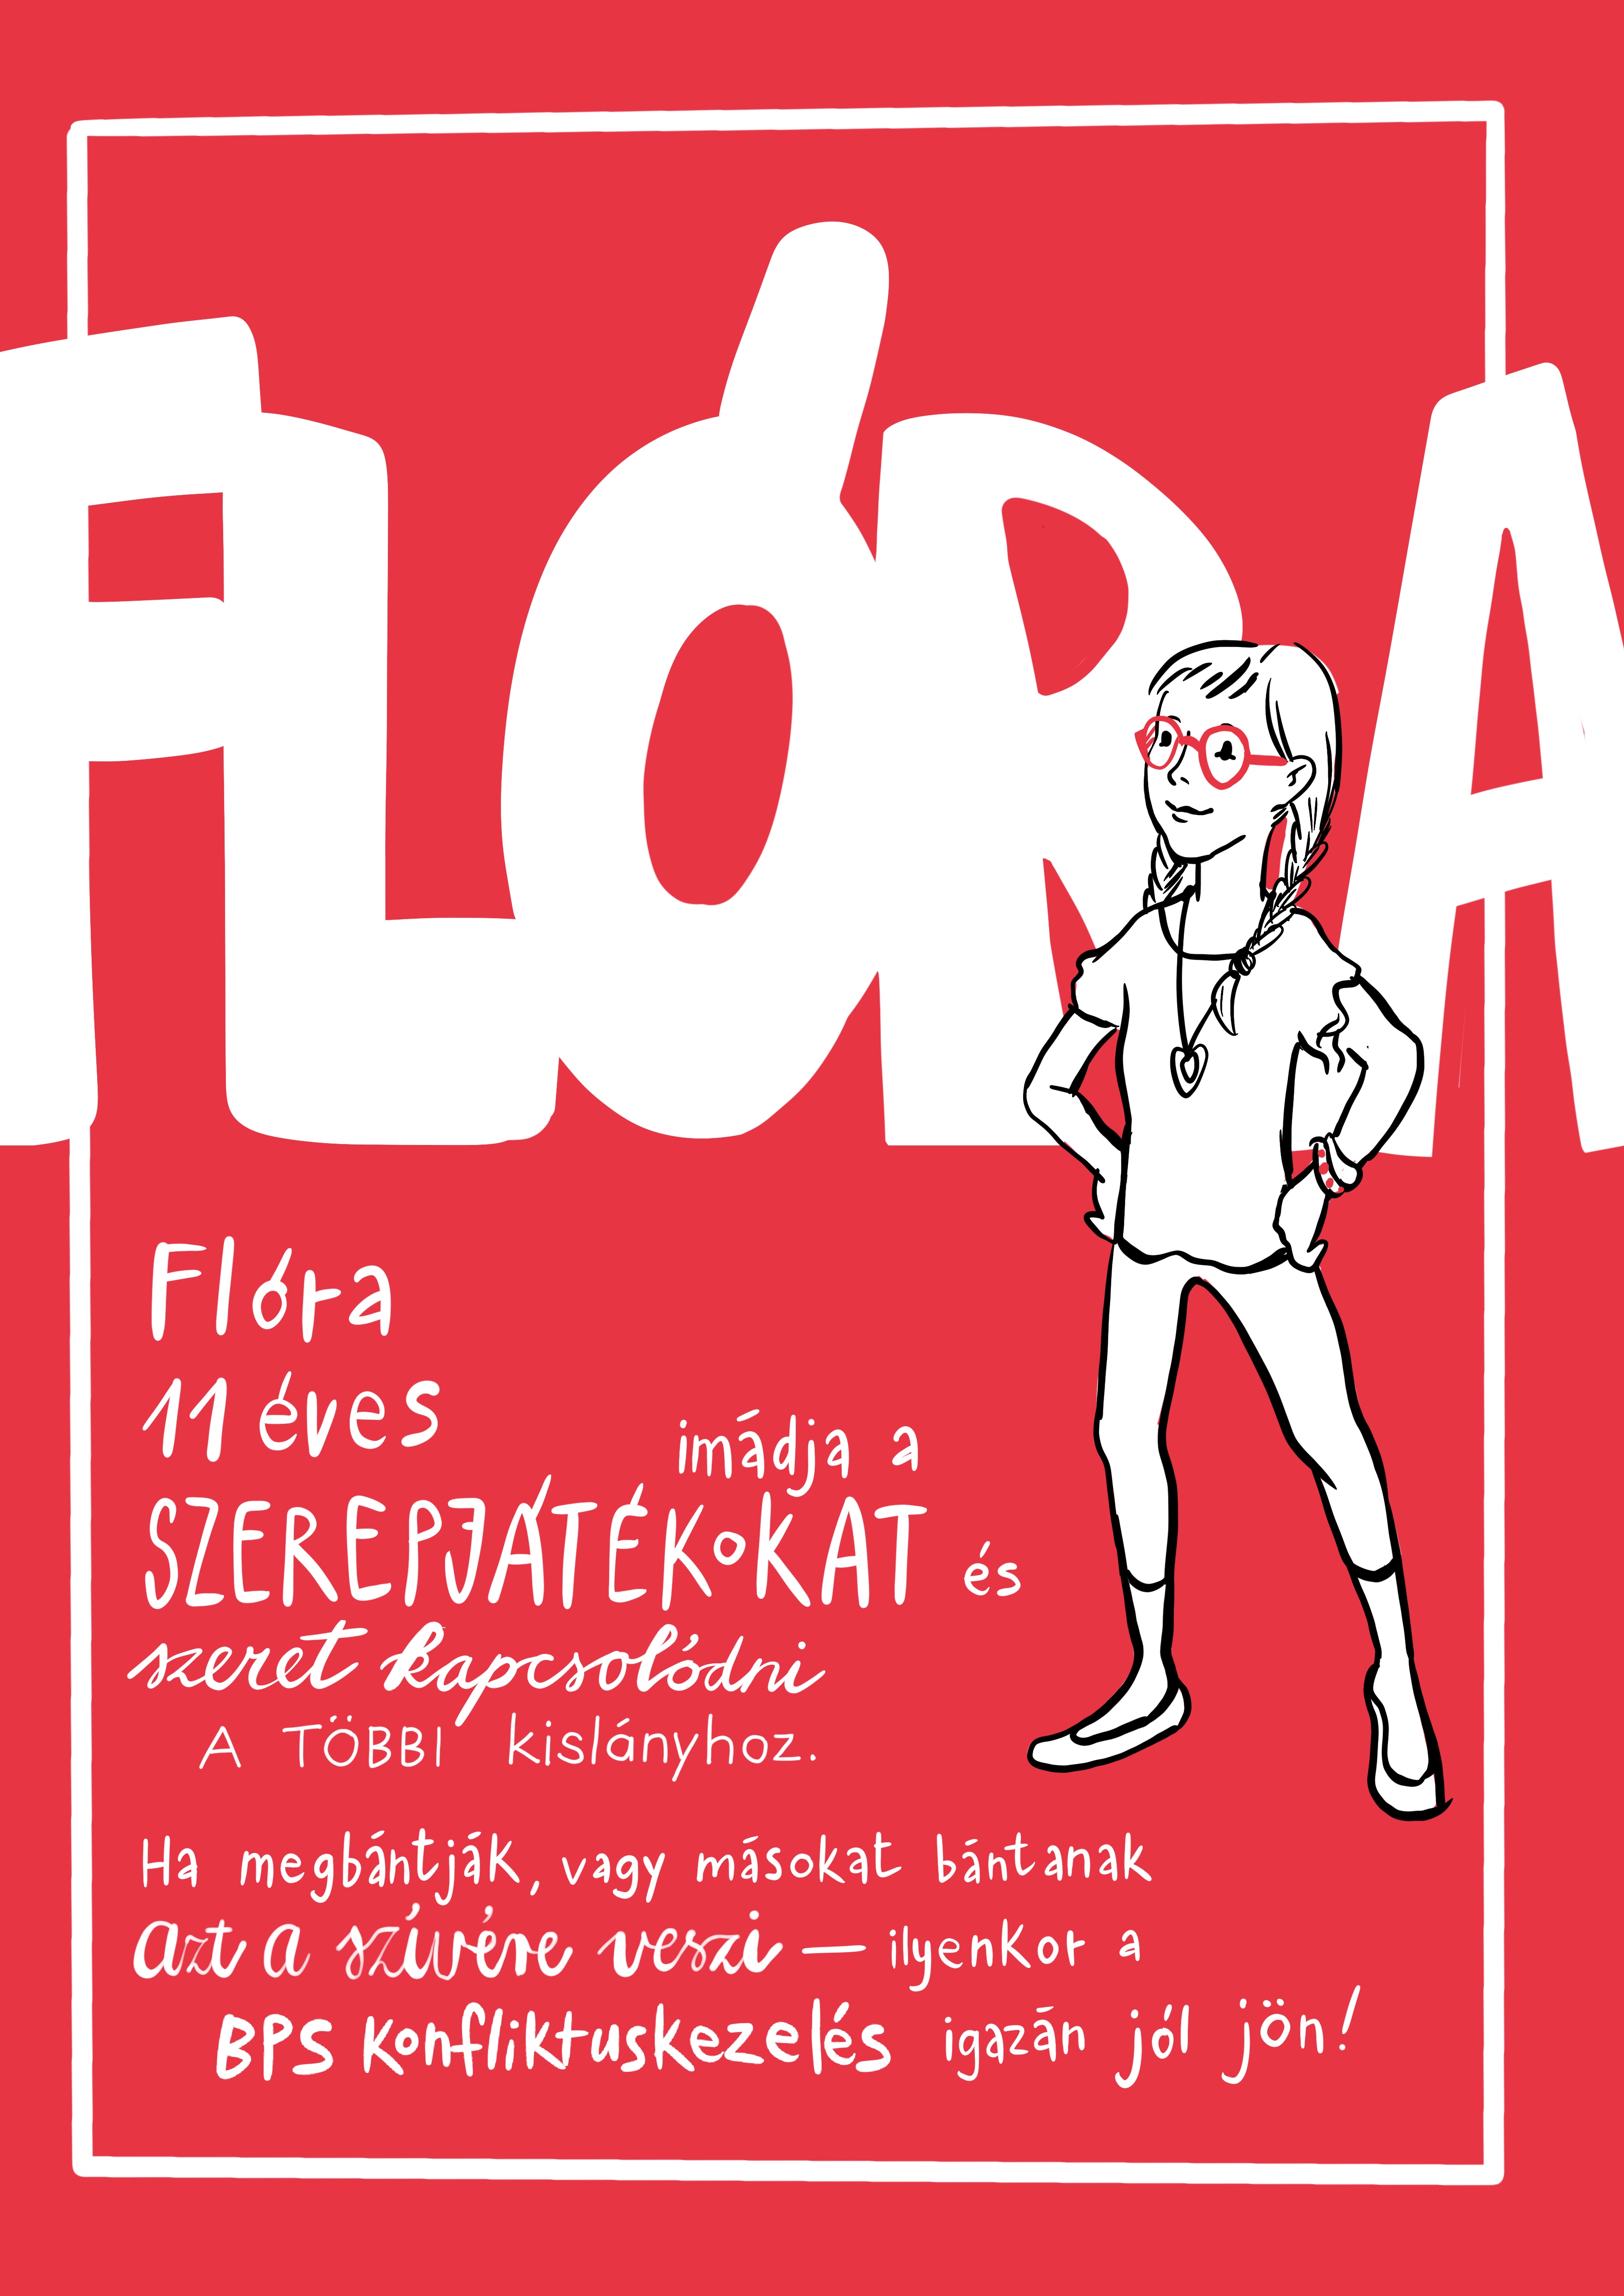 FLÓRA
Flóra
11 éves
imádja a
SZEREPJÁTÉKOKAT és
szeret kapcsolódni
A TÖBBI kislányhoz.
Ha megbántják, vagy másokat bántanak
azt a szívére veszi — ilyenkor a
BPS konfliktuskezelés igazán jól jön!